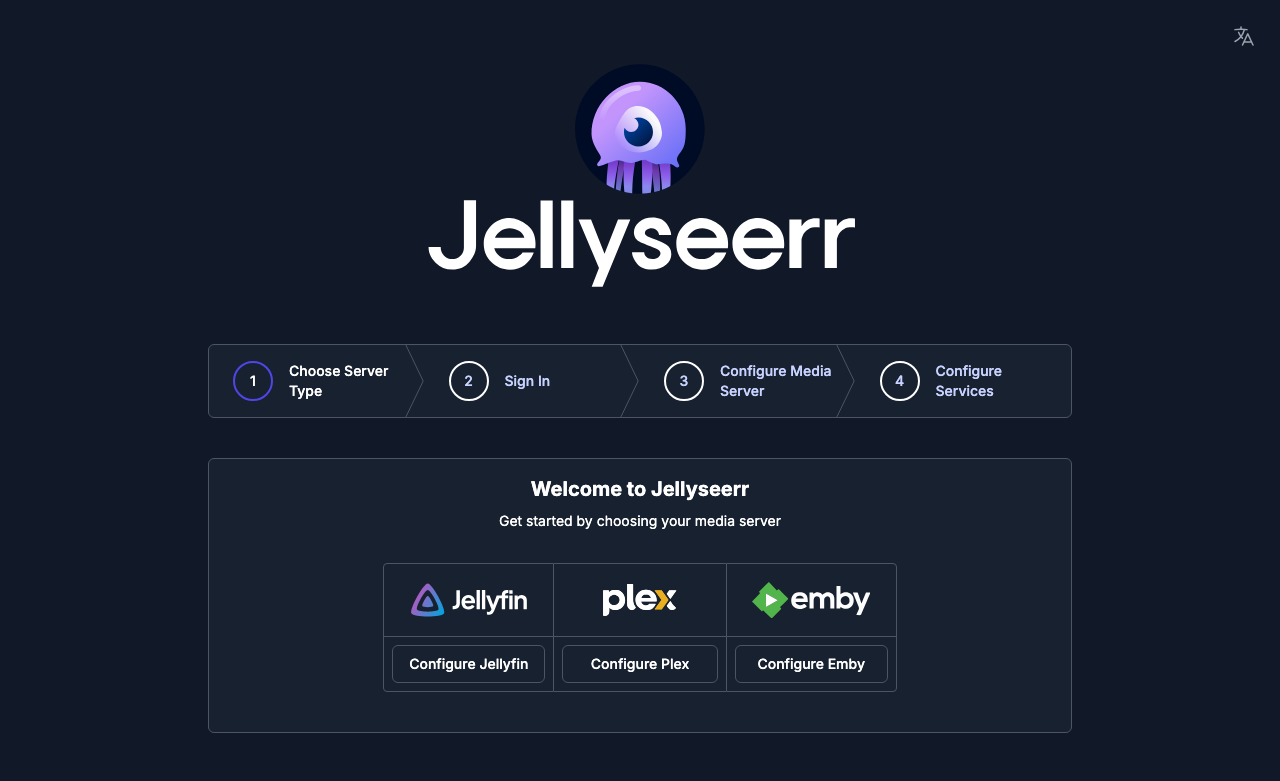 Jellyseerr
1
Choose Server
Type
2
Sign In
3
Configure Media
Server
4
Configure
Services
Welcome to Jellyseerr
Get started by choosing your media server
Jellyfin
plex
emby
Configure Jellyfin
Configure Plex
Configure Emby